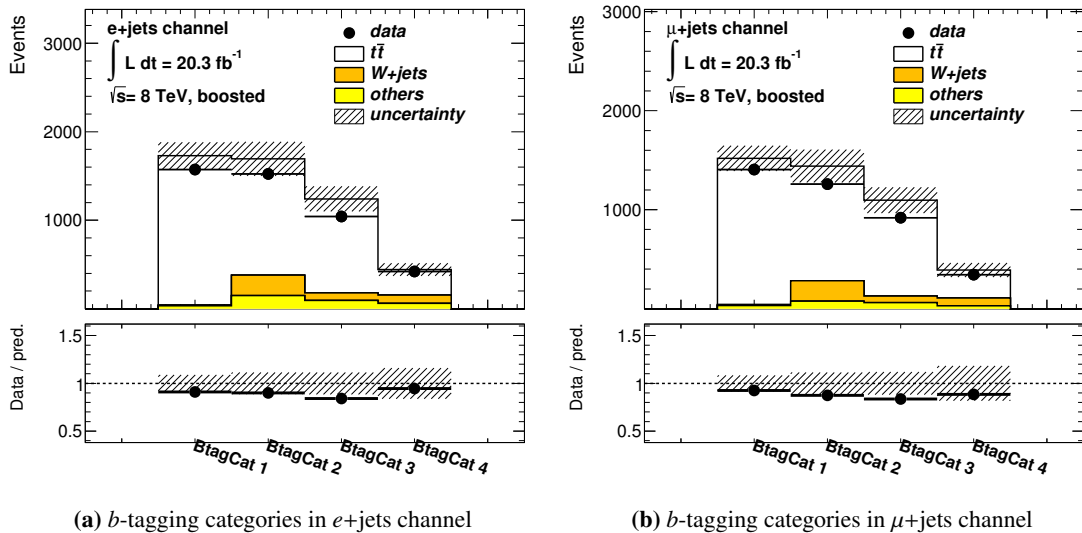 Events
3000
2000
1000
e+jets channel
∫ L dt = 20.3 fb⁻¹
√s= 8 TeV, boosted
data
tt̄
W+jets
others
uncertainty
Data / pred.
1.5
1
0.5
BtagCat 1
BtagCat 2
BtagCat 3
BtagCat 4
(a) b-tagging categories in e+jets channel
Events
3000
2000
1000
μ+jets channel
∫ L dt = 20.3 fb⁻¹
√s= 8 TeV, boosted
data
tt̄
W+jets
others
uncertainty
Data / pred.
1.5
1
0.5
BtagCat 1
BtagCat 2
BtagCat 3
BtagCat 4
(b) b-tagging categories in μ+jets channel